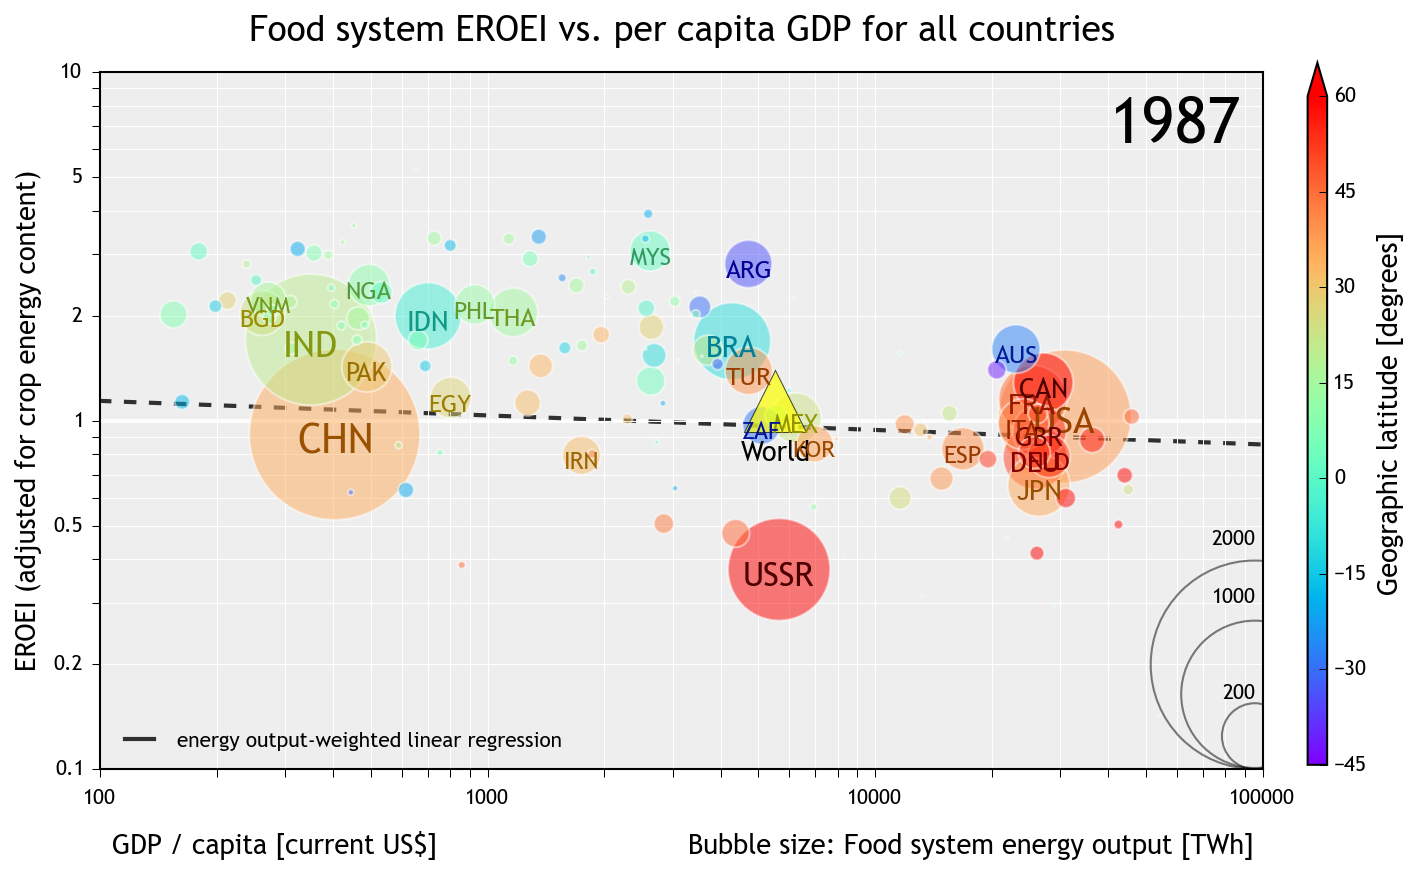 Food system EROEI vs. per capita GDP for all countries
1987
10
5
2
1
0.5
0.2
0.1
EROEI (adjusted for crop energy content)
MYS
ARG
NGA
VNM
BGD
IDN
PHL
THA
IND
BRA
AUS
PAK
TUR
CAN
EGY
FRA
USA
MEX
ITA
ZAF
CHN
GBR
KOR
World
IRN
ESP
DEU
NLD
JPN
USSR
2000
1000
200
energy output-weighted linear regression
100
1000
10000
100000
GDP / capita [current US$]
Bubble size: Food system energy output [TWh]
60
45
30
15
0
−15
−30
−45
Geographic latitude [degrees]